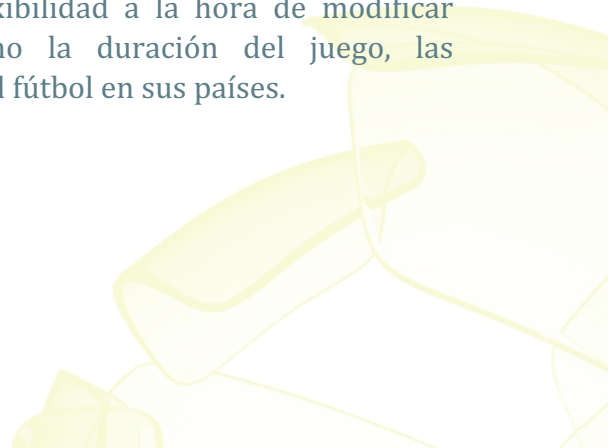 xibilidad a la hora de modificar
no la duración del juego, las
l fútbol en sus países.